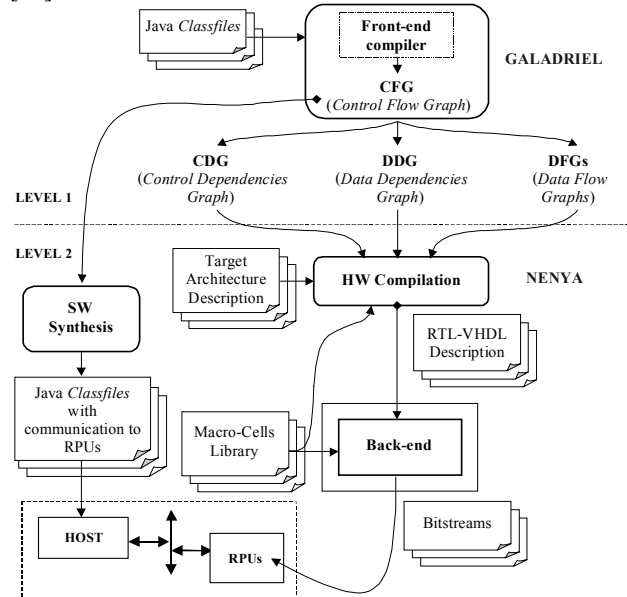 Java Classfiles
Front-end
compiler
GALADRIEL
CFG
(Control Flow Graph)
CDG
(Control Dependencies
Graph)
DDG
(Data Dependencies
Graph)
DFGs
(Data Flow
Graphs)
LEVEL 1
LEVEL 2
Target
Architecture
Description
HW Compilation
NENYA
SW
Synthesis
RTL-VHDL
Description
Java Classfiles
with
communication to
RPUs
Macro-Cells
Library
Back-end
Bitstreams
HOST
RPUs